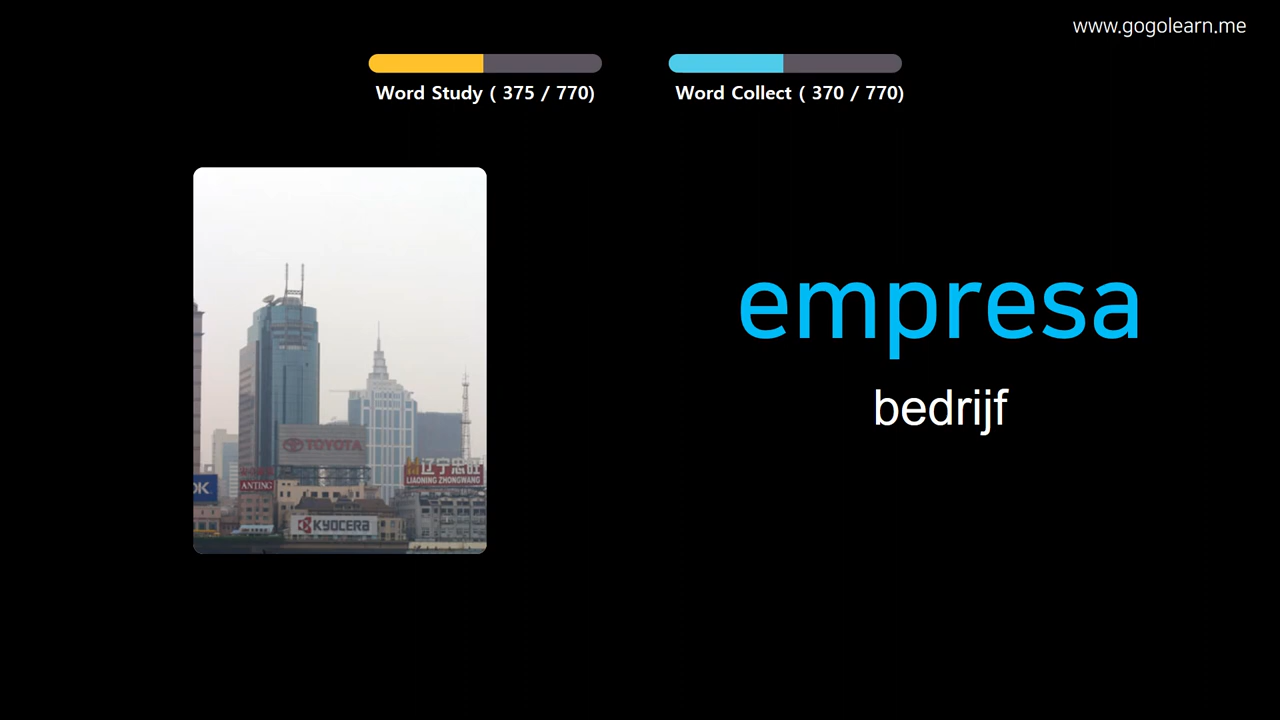 www.gogolearn.me
Word Study ( 375 / 770)
Word Collect ( 370 / 770)
empresa
bedrijf
TOYOTA
辽宁忠旺
LIAONING ZHONGWANG
OK
ANTING
KYOCERA